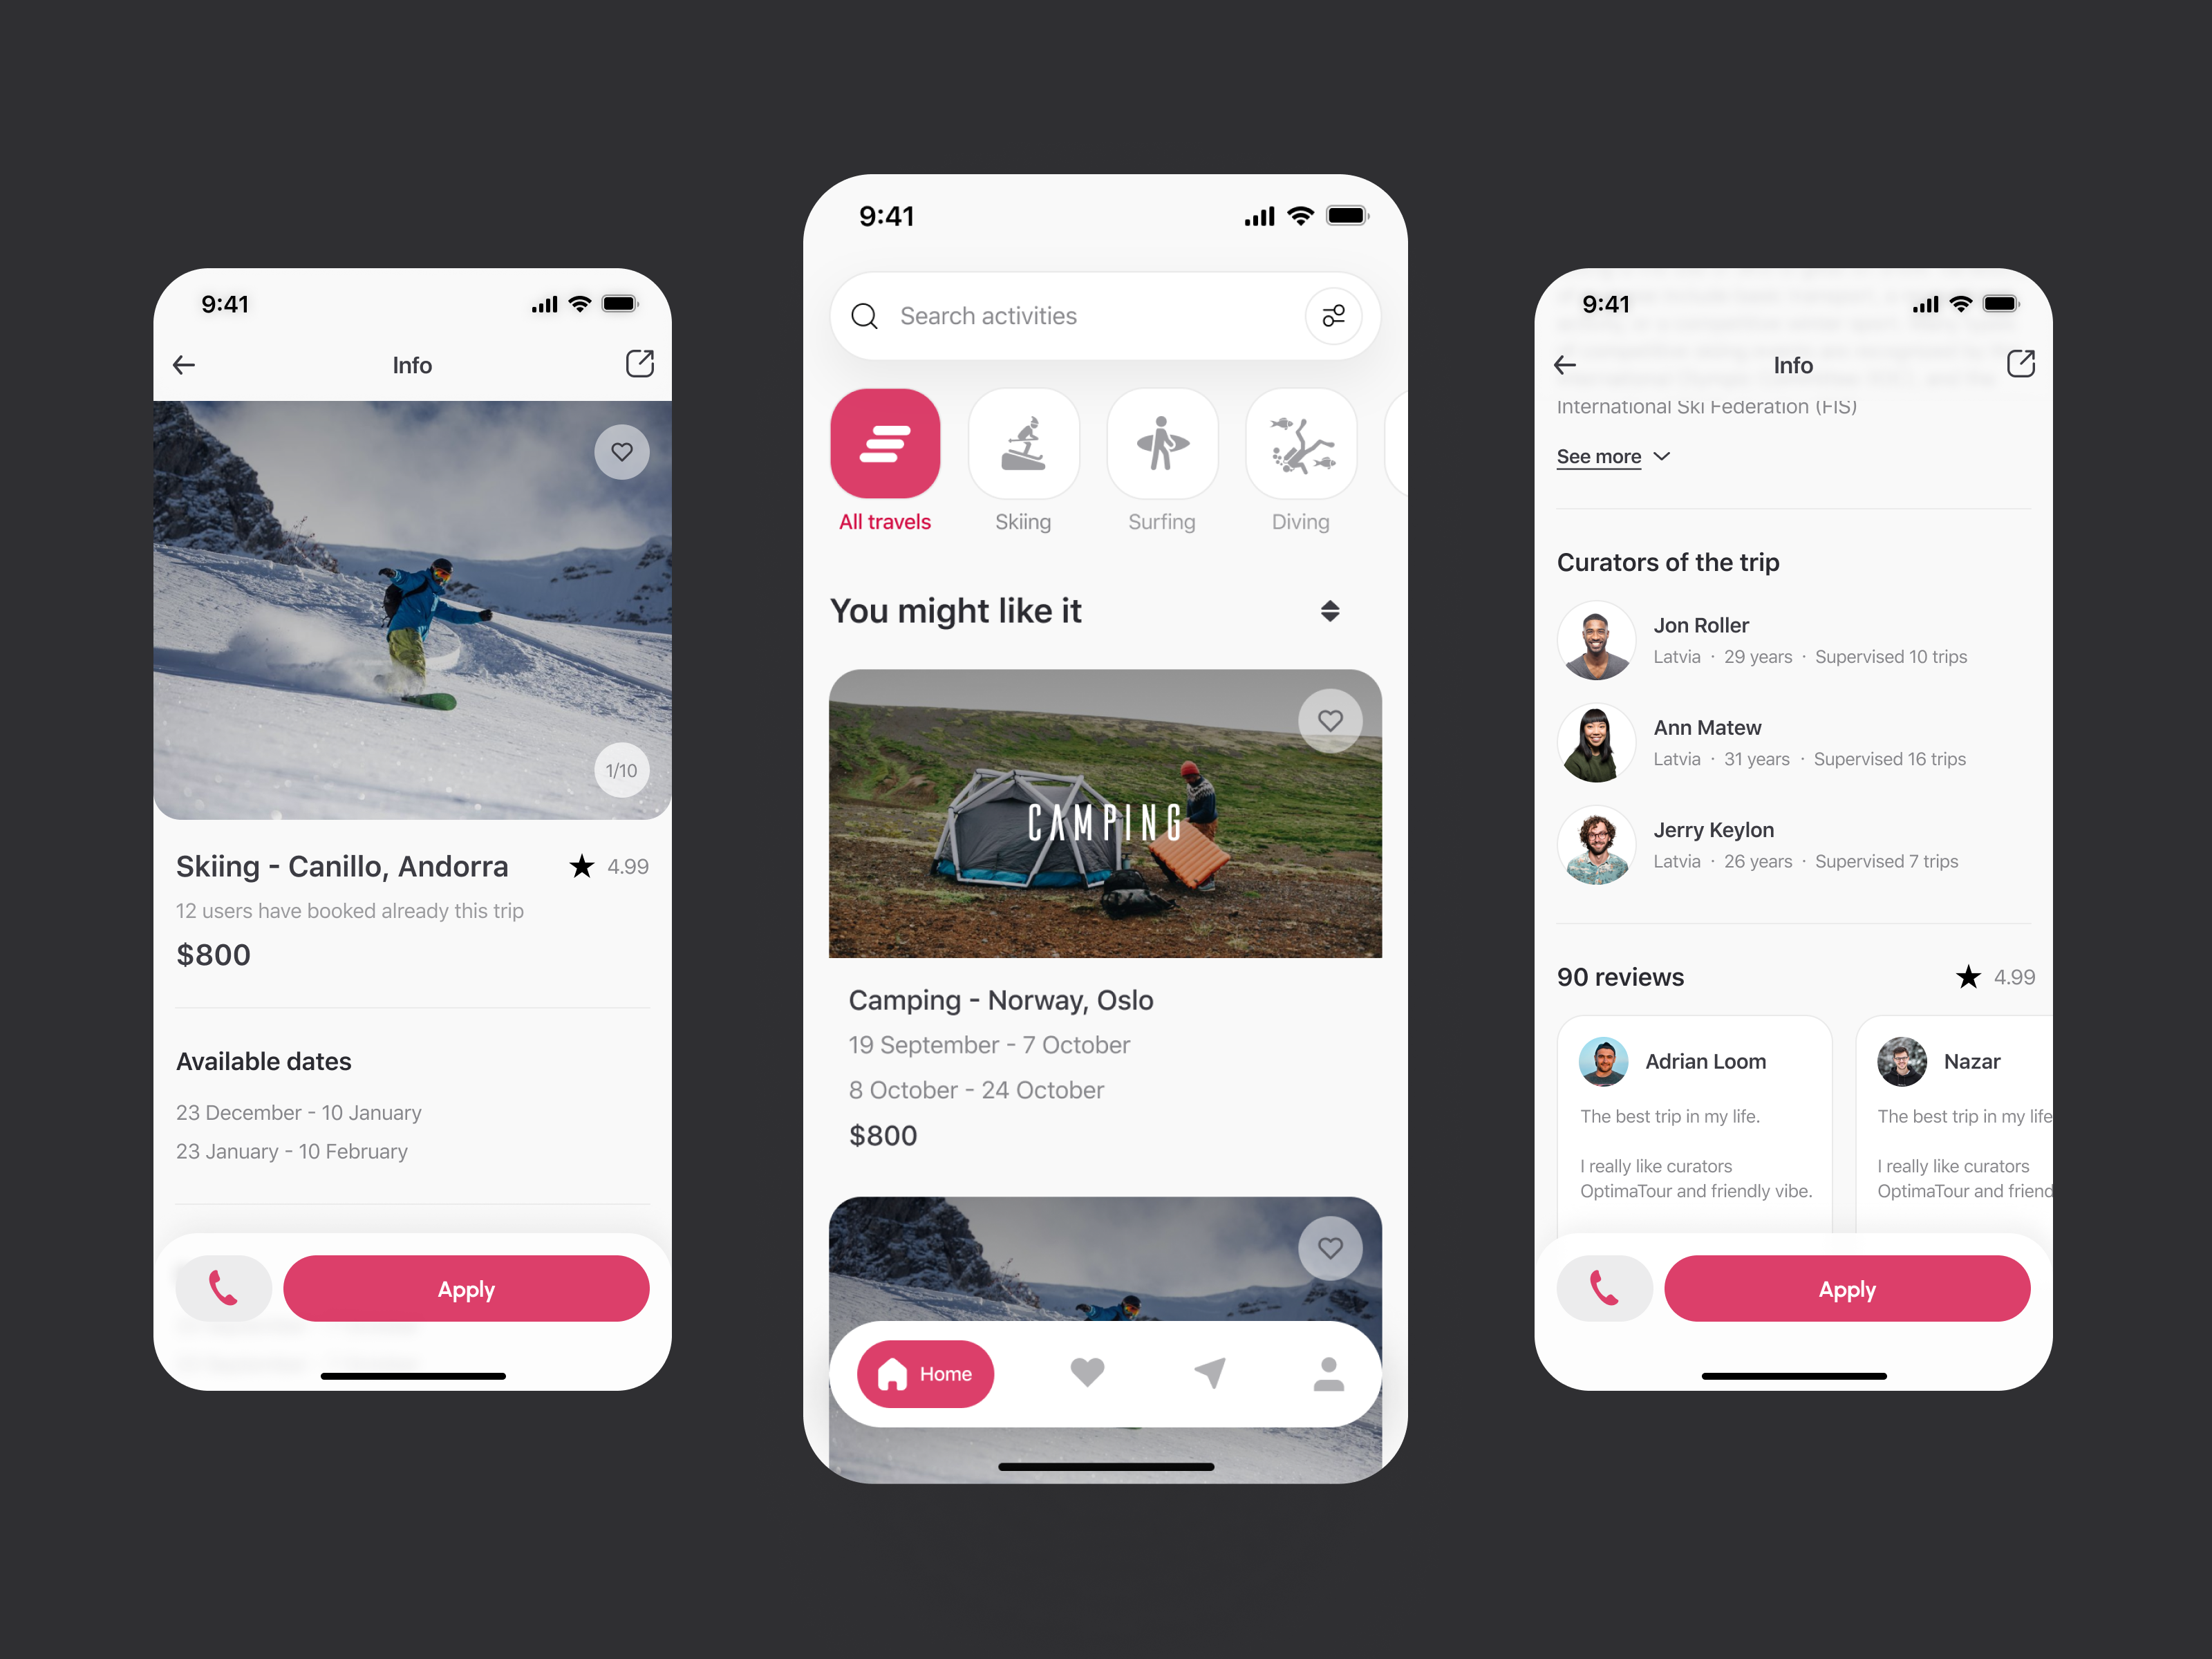 9:41
Info
1/10
Skiing - Canillo, Andorra
4.99
12 users have booked already this trip
$800
Available dates
23 December - 10 January
23 January - 10 February
Apply
9:41
Search activities
All travels
Skiing
Surfing
Diving
You might like it
CAMPING
Camping - Norway, Oslo
19 September - 7 October
8 October - 24 October
$800
Home
9:41
Info
International Ski Federation (FIS)
See more
Curators of the trip
Jon Roller
Latvia · 29 years · Supervised 10 trips
Ann Matew
Latvia · 31 years · Supervised 16 trips
Jerry Keylon
Latvia · 26 years · Supervised 7 trips
90 reviews
4.99
Adrian Loom
The best trip in my life.
I really like curators
OptimaTour and friendly vibe.
Nazar
The best trip in my life
I really like curators
OptimaTour and friend
Apply